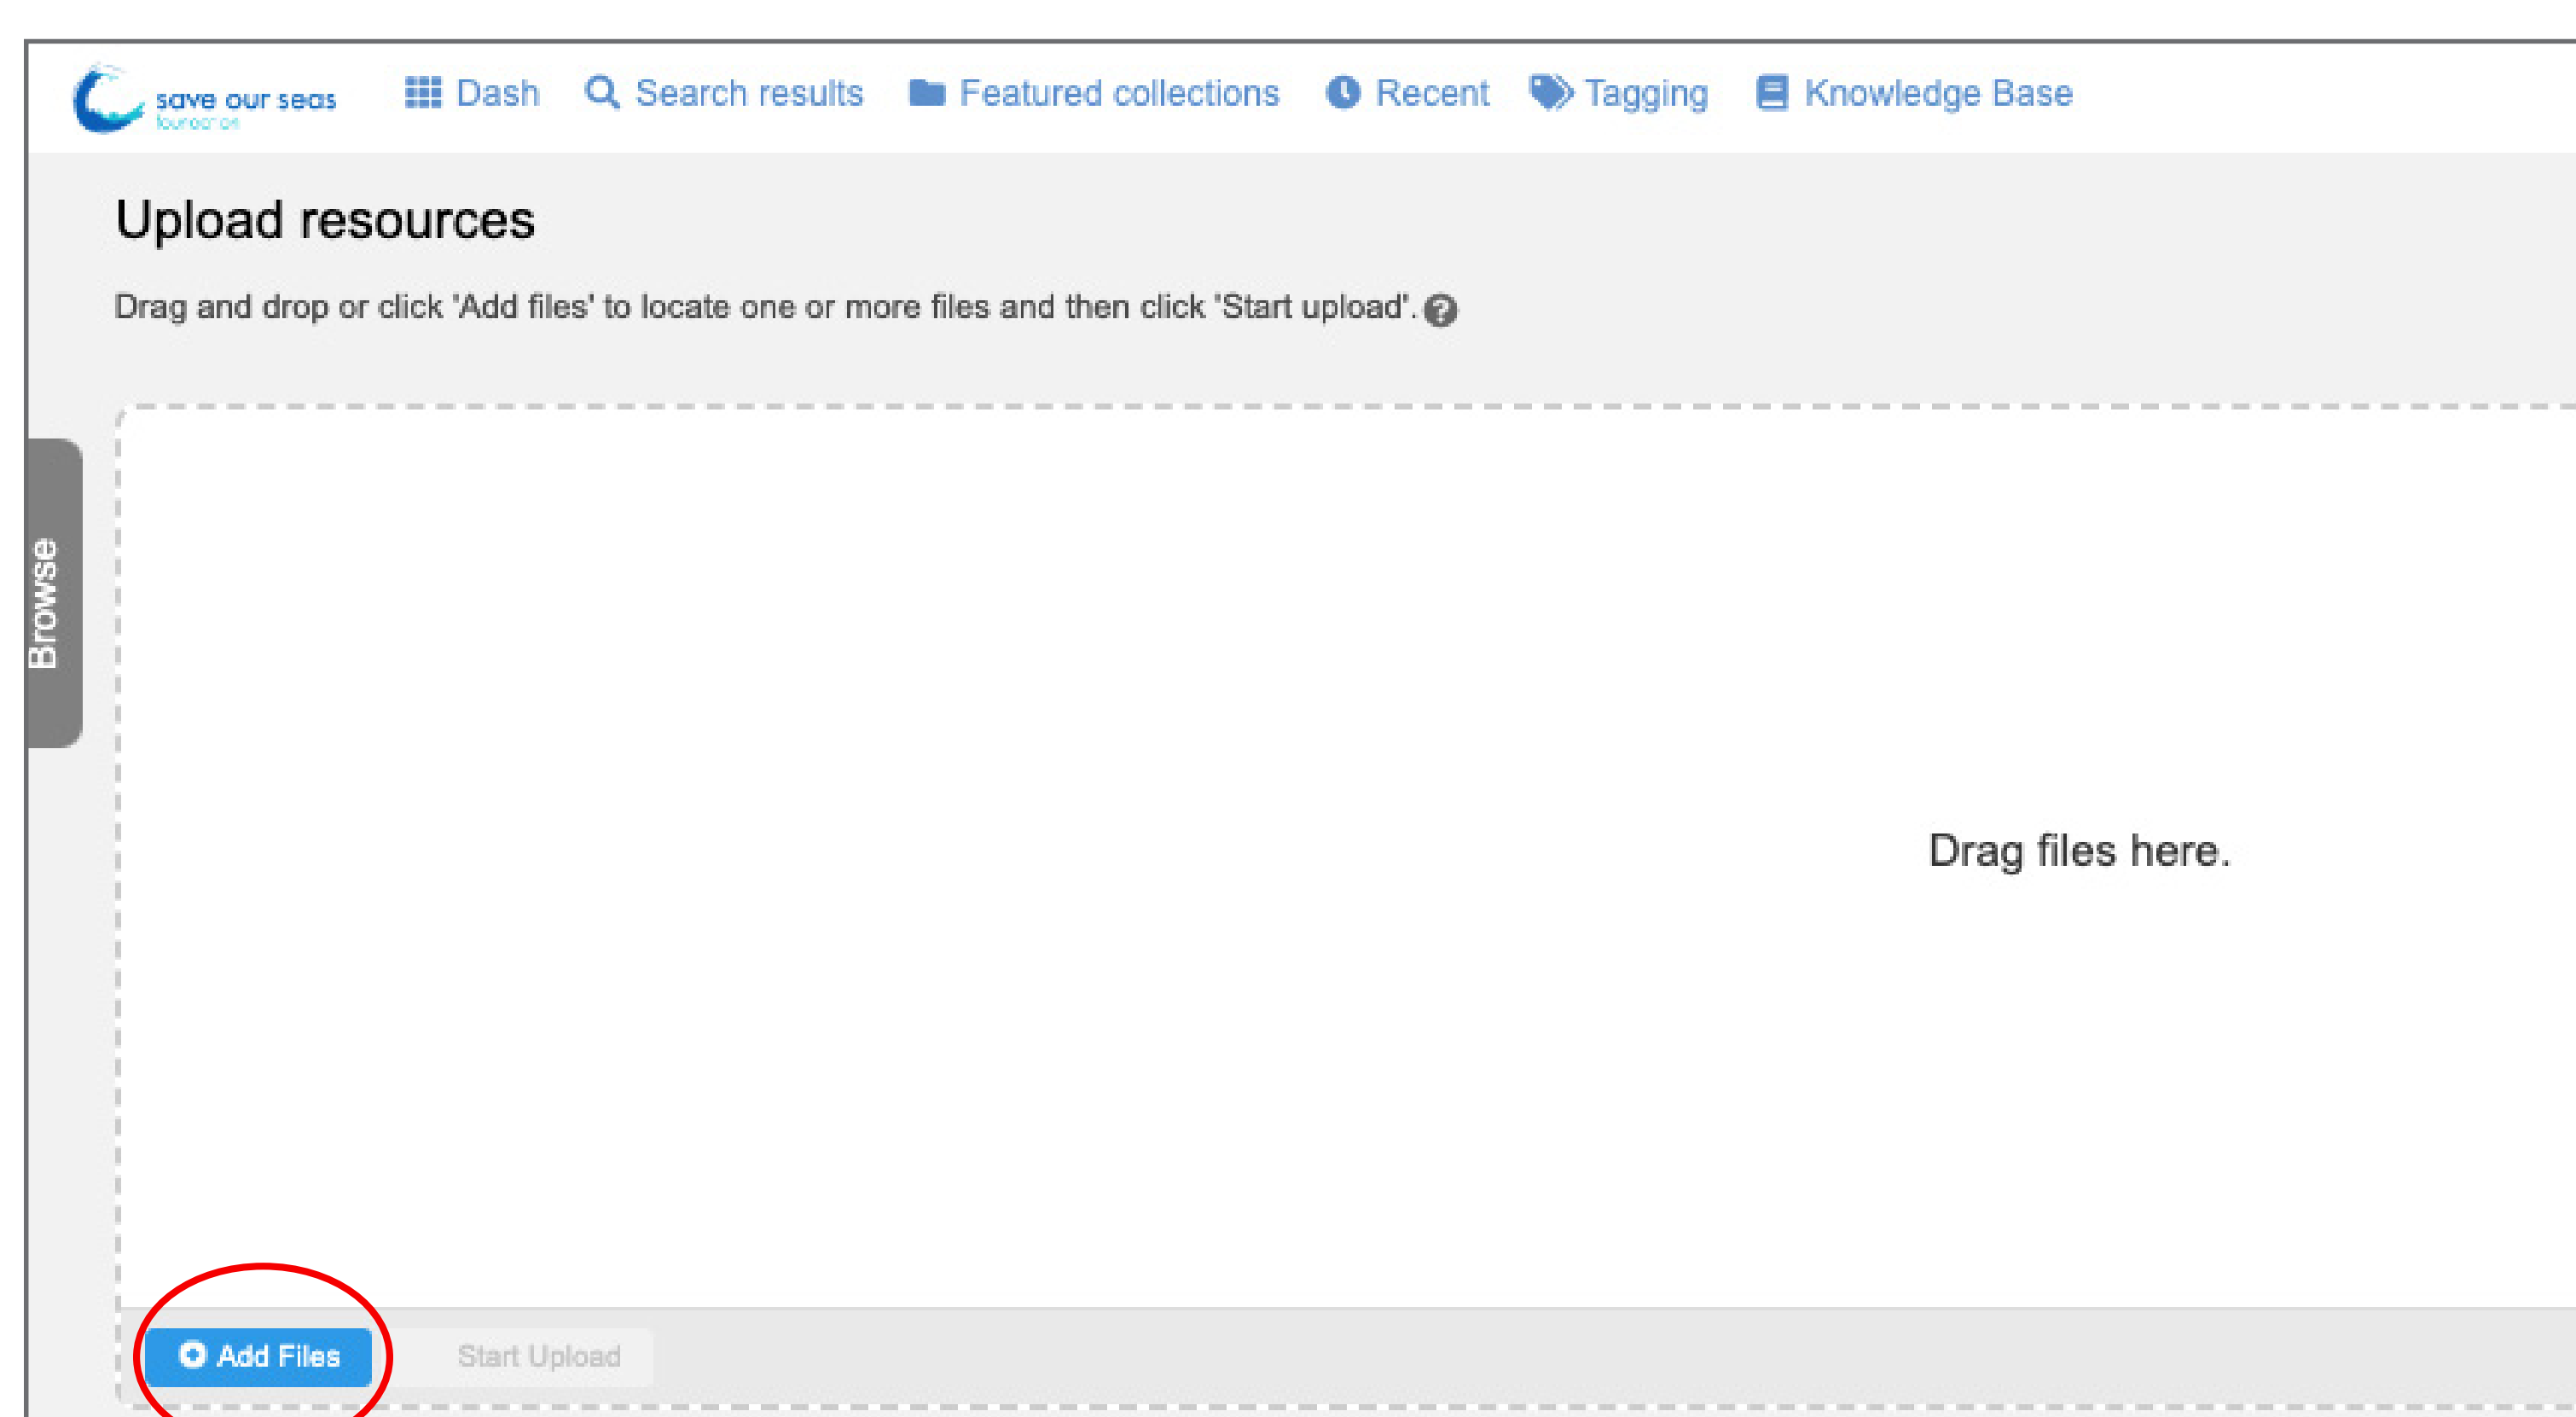 save our seas
foundation
Dash Search results Featured collections Recent Tagging Knowledge Base
Upload resources
Drag and drop or click 'Add files' to locate one or more files and then click 'Start upload'.
Browse
Drag files here.
Add Files Start Upload